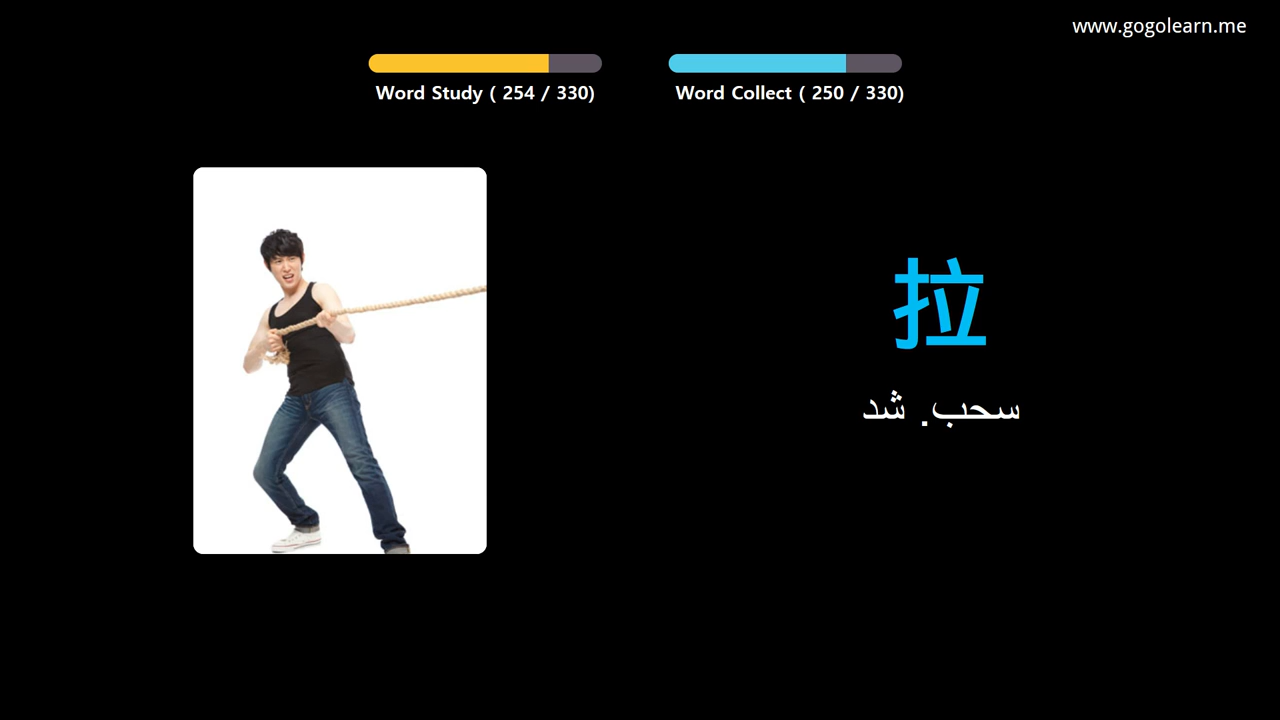 www.gogolearn.me
Word Study ( 254 / 330)
Word Collect ( 250 / 330)
拉
سحب. شد